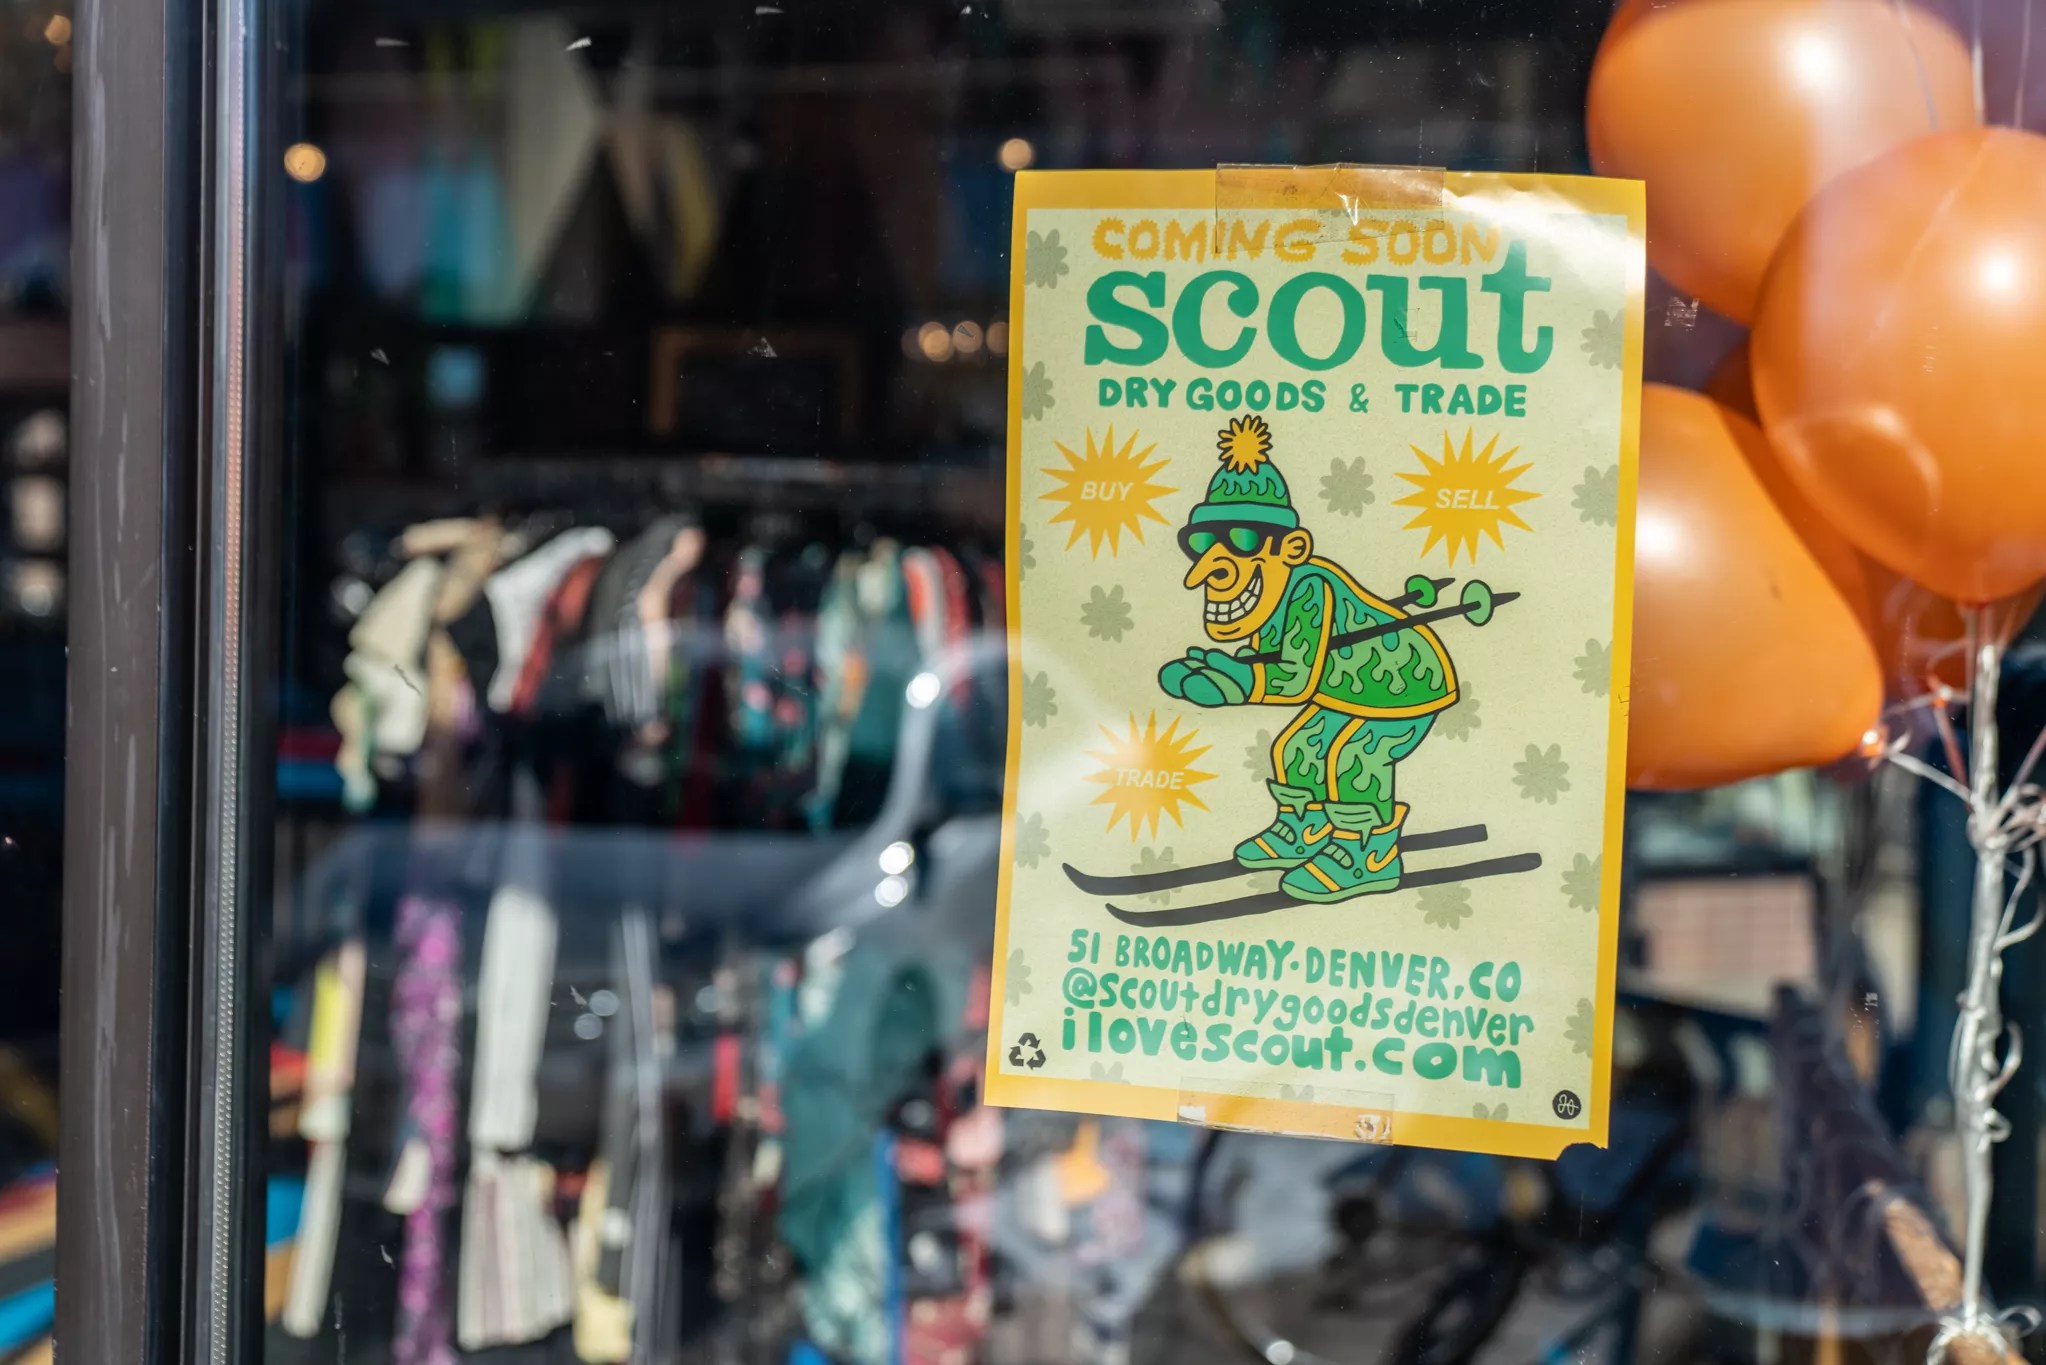 COMING SOON
scout
DRY GOODS & TRADE
BUY
SELL
TRADE
51 BROADWAY·DENVER, CO
@scoutdrygoodsdenver
ilovescout.com